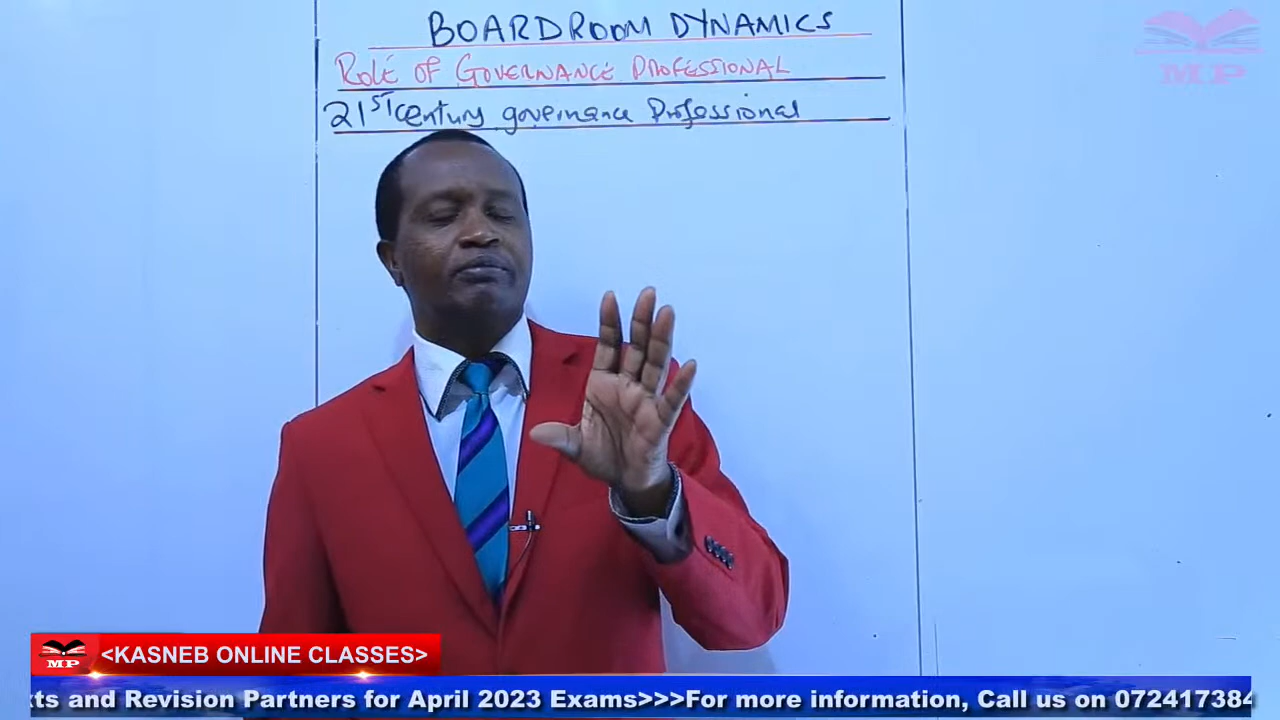 BOARDROOM DYNAMICS
ROLE OF GOVERNANCE PROFESSIONAL
21ST century governance Professional
MP
MP
<KASNEB ONLINE CLASSES>
xts and Revision Partners for April 2023 Exams>>>For more information, Call us on 072417384